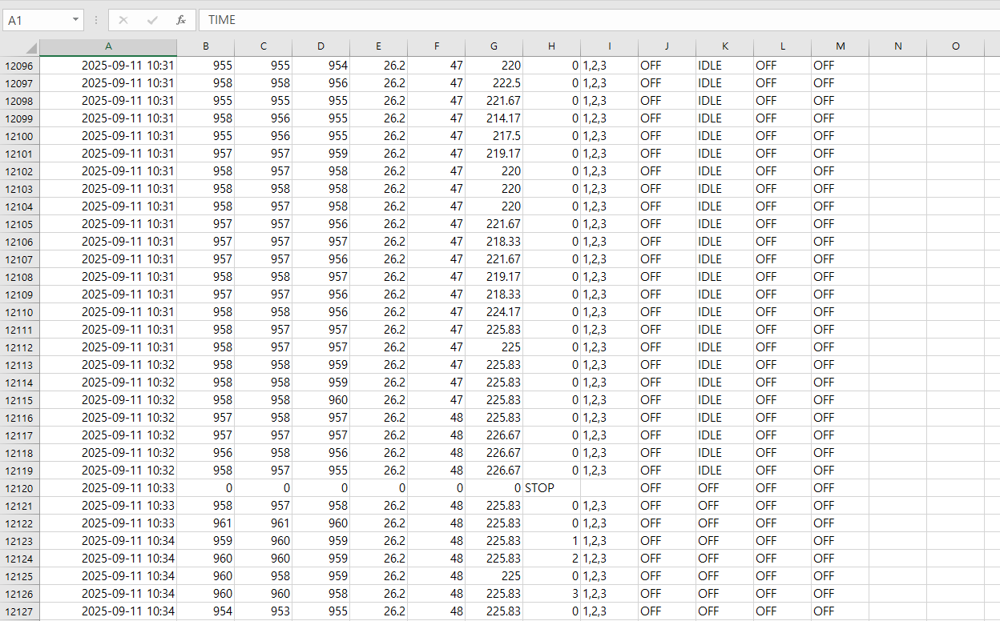 A1 fx TIME
A B C D E F G H I J K L M N O
12096 2025-09-11 10:31 955 955 954 26.2 47 220 0 1,2,3 OFF IDLE OFF OFF
12097 2025-09-11 10:31 958 958 956 26.2 47 222.5 0 1,2,3 OFF IDLE OFF OFF
12098 2025-09-11 10:31 955 955 955 26.2 47 221.67 0 1,2,3 OFF IDLE OFF OFF
12099 2025-09-11 10:31 958 956 955 26.2 47 214.17 0 1,2,3 OFF IDLE OFF OFF
12100 2025-09-11 10:31 955 956 955 26.2 47 217.5 0 1,2,3 OFF IDLE OFF OFF
12101 2025-09-11 10:31 957 957 959 26.2 47 219.17 0 1,2,3 OFF IDLE OFF OFF
12102 2025-09-11 10:31 958 957 958 26.2 47 220 0 1,2,3 OFF IDLE OFF OFF
12103 2025-09-11 10:31 958 958 958 26.2 47 220 0 1,2,3 OFF IDLE OFF OFF
12104 2025-09-11 10:31 958 957 958 26.2 47 220 0 1,2,3 OFF IDLE OFF OFF
12105 2025-09-11 10:31 957 957 956 26.2 47 221.67 0 1,2,3 OFF IDLE OFF OFF
12106 2025-09-11 10:31 957 957 957 26.2 47 218.33 0 1,2,3 OFF IDLE OFF OFF
12107 2025-09-11 10:31 957 957 956 26.2 47 221.67 0 1,2,3 OFF IDLE OFF OFF
12108 2025-09-11 10:31 958 958 957 26.2 47 219.17 0 1,2,3 OFF IDLE OFF OFF
12109 2025-09-11 10:31 957 957 956 26.2 47 218.33 0 1,2,3 OFF IDLE OFF OFF
12110 2025-09-11 10:31 958 958 956 26.2 47 224.17 0 1,2,3 OFF IDLE OFF OFF
12111 2025-09-11 10:31 958 957 957 26.2 47 225.83 0 1,2,3 OFF IDLE OFF OFF
12112 2025-09-11 10:31 958 957 957 26.2 47 225 0 1,2,3 OFF IDLE OFF OFF
12113 2025-09-11 10:32 958 958 959 26.2 47 225.83 0 1,2,3 OFF IDLE OFF OFF
12114 2025-09-11 10:32 958 958 959 26.2 47 225.83 0 1,2,3 OFF IDLE OFF OFF
12115 2025-09-11 10:32 958 958 960 26.2 47 225.83 0 1,2,3 OFF IDLE OFF OFF
12116 2025-09-11 10:32 957 958 957 26.2 48 225.83 0 1,2,3 OFF IDLE OFF OFF
12117 2025-09-11 10:32 957 957 957 26.2 48 226.67 0 1,2,3 OFF IDLE OFF OFF
12118 2025-09-11 10:32 956 958 956 26.2 48 226.67 0 1,2,3 OFF IDLE OFF OFF
12119 2025-09-11 10:32 958 957 955 26.2 48 226.67 0 1,2,3 OFF IDLE OFF OFF
12120 2025-09-11 10:33 0 0 0 0 0 0 STOP OFF OFF OFF OFF
12121 2025-09-11 10:33 958 957 958 26.2 48 225.83 0 1,2,3 OFF OFF OFF OFF
12122 2025-09-11 10:33 961 961 960 26.2 48 225.83 0 1,2,3 OFF OFF OFF OFF
12123 2025-09-11 10:34 959 960 959 26.2 48 225.83 1 1,2,3 OFF OFF OFF OFF
12124 2025-09-11 10:34 960 960 959 26.2 48 225.83 2 1,2,3 OFF OFF OFF OFF
12125 2025-09-11 10:34 960 958 959 26.2 48 225 0 1,2,3 OFF OFF OFF OFF
12126 2025-09-11 10:34 960 960 958 26.2 48 225.83 3 1,2,3 OFF OFF OFF OFF
12127 2025-09-11 10:34 954 953 955 26.2 48 225.83 0 1,2,3 OFF OFF OFF OFF